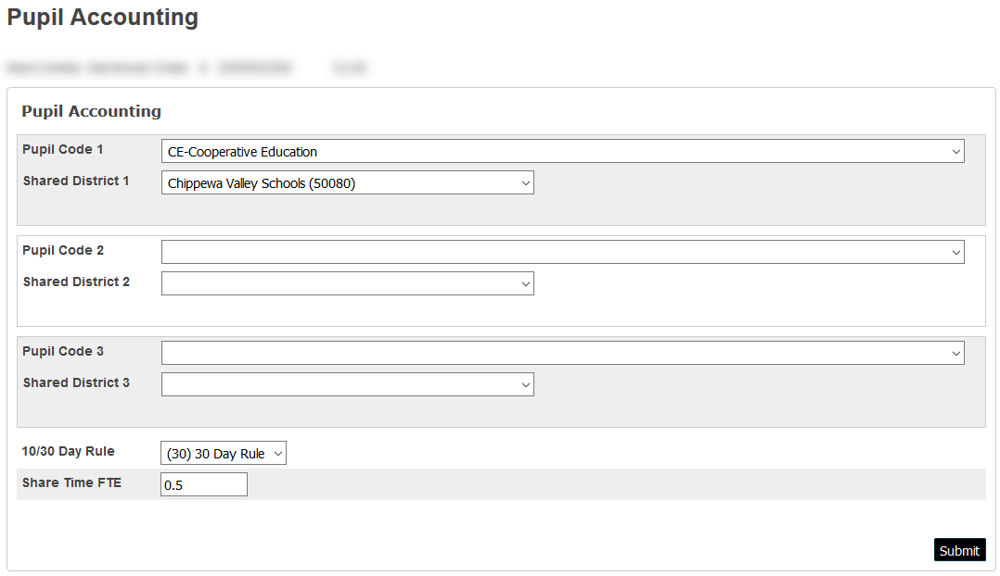 Pupil Accounting
Pupil Accounting
Pupil Code 1 CE-Cooperative Education
Shared District 1 Chippewa Valley Schools (50080)
Pupil Code 2
Shared District 2
Pupil Code 3
Shared District 3
10/30 Day Rule (30) 30 Day Rule
Share Time FTE 0.5
Submit